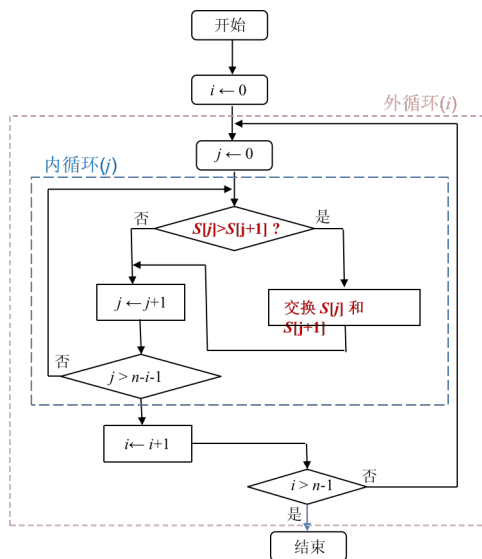 开始
i ← 0
外循环(i)
j ← 0
内循环(j)
否
S[j]>S[j+1] ?
是
j ← j+1
交换 S[j] 和
S[j+1]
否
j > n-i-1
i← i+1
i > n-1
否
是
结束